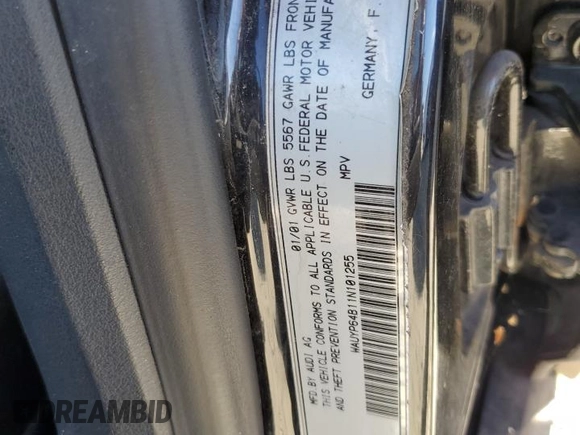 MFD.BY AUDI AG
01/01 GVWR LBS 5567 GAWR LBS FRON
THIS VEHICLE CONFORMS TO ALL APPLICABLE U.S.FEDERAL MOTOR VEHI
AND THEFT PREVENTION STANDARDS IN EFFECT ON THE DATE OF MANUFA
WAUYP64B11N101255
MPV
GERMANY, F.
DREAMBID